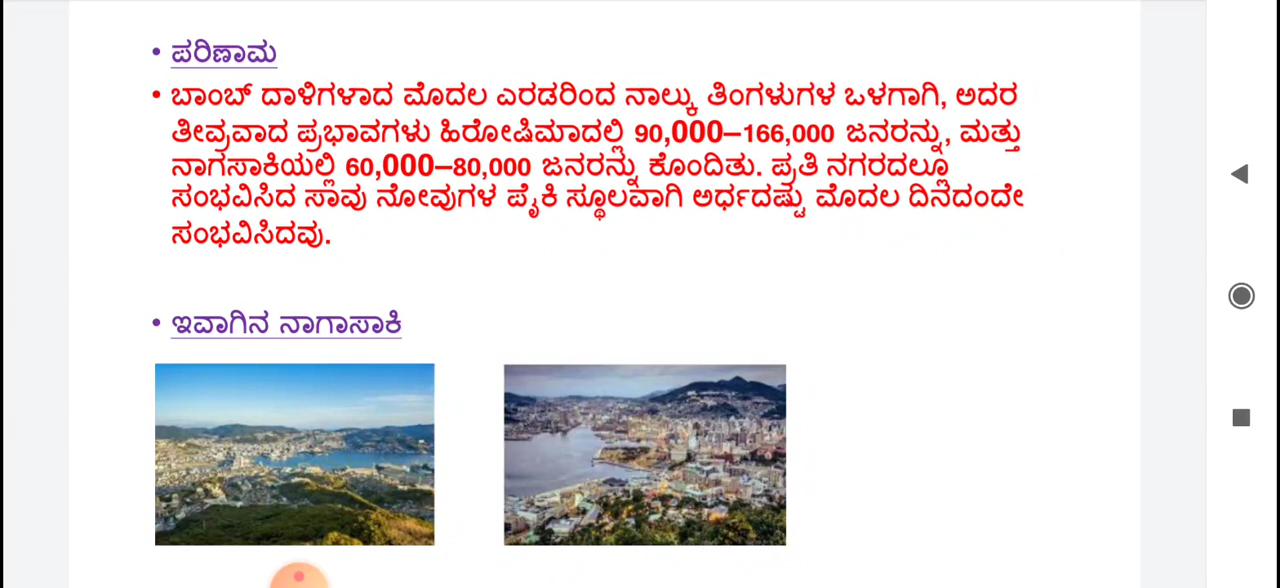 • ಪರಿಣಾಮ
• ಬಾಂಬ್ ದಾಳಿಗಳಾದ ಮೊದಲ ಎರಡರಿಂದ ನಾಲ್ಕು ತಿಂಗಳುಗಳ ಒಳಗಾಗಿ, ಅದರ
ತೀವ್ರವಾದ ಪ್ರಭಾವಗಳು ಹಿರೋಷಿಮಾದಲ್ಲಿ 90,000–166,000 ಜನರನ್ನು, ಮತ್ತು
ನಾಗಸಾಕಿಯಲ್ಲಿ 60,000–80,000 ಜನರನ್ನು ಕೊಂದಿತು. ಪ್ರತಿ ನಗರದಲ್ಲೂ
ಸಂಭವಿಸಿದ ಸಾವು ನೋವುಗಳ ಪೈಕಿ ಸ್ಥೂಲವಾಗಿ ಅರ್ಧದಷ್ಟು ಮೊದಲ ದಿನದಂದೇ
ಸಂಭವಿಸಿದವು.
• ಇವಾಗಿನ ನಾಗಾಸಾಕಿ